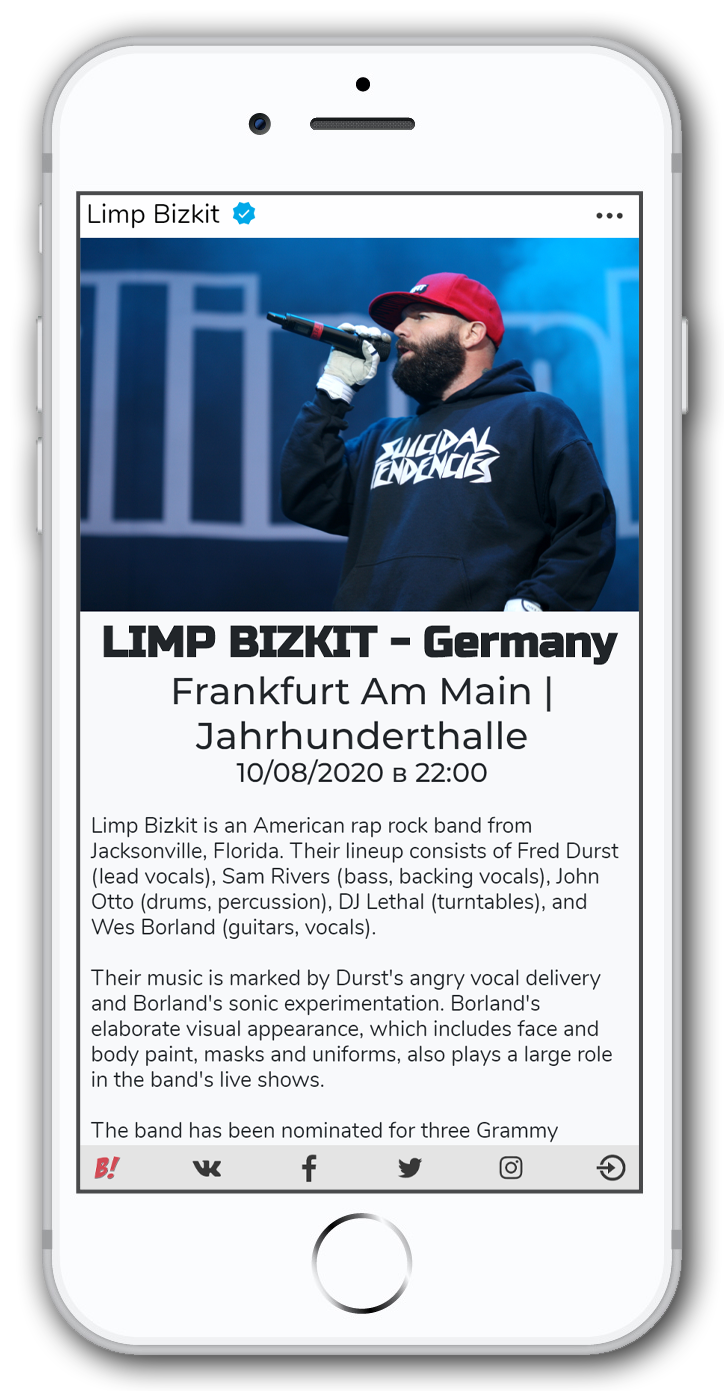 Limp Bizkit
SUICIDAL
TENDENCIES
LIMP BIZKIT - Germany
Frankfurt Am Main |
Jahrhunderthalle
10/08/2020 в 22:00
Limp Bizkit is an American rap rock band from
Jacksonville, Florida. Their lineup consists of Fred Durst
(lead vocals), Sam Rivers (bass, backing vocals), John
Otto (drums, percussion), DJ Lethal (turntables), and
Wes Borland (guitars, vocals).
Their music is marked by Durst's angry vocal delivery
and Borland's sonic experimentation. Borland's
elaborate visual appearance, which includes face and
body paint, masks and uniforms, also plays a large role
in the band's live shows.
The band has been nominated for three Grammy
B!